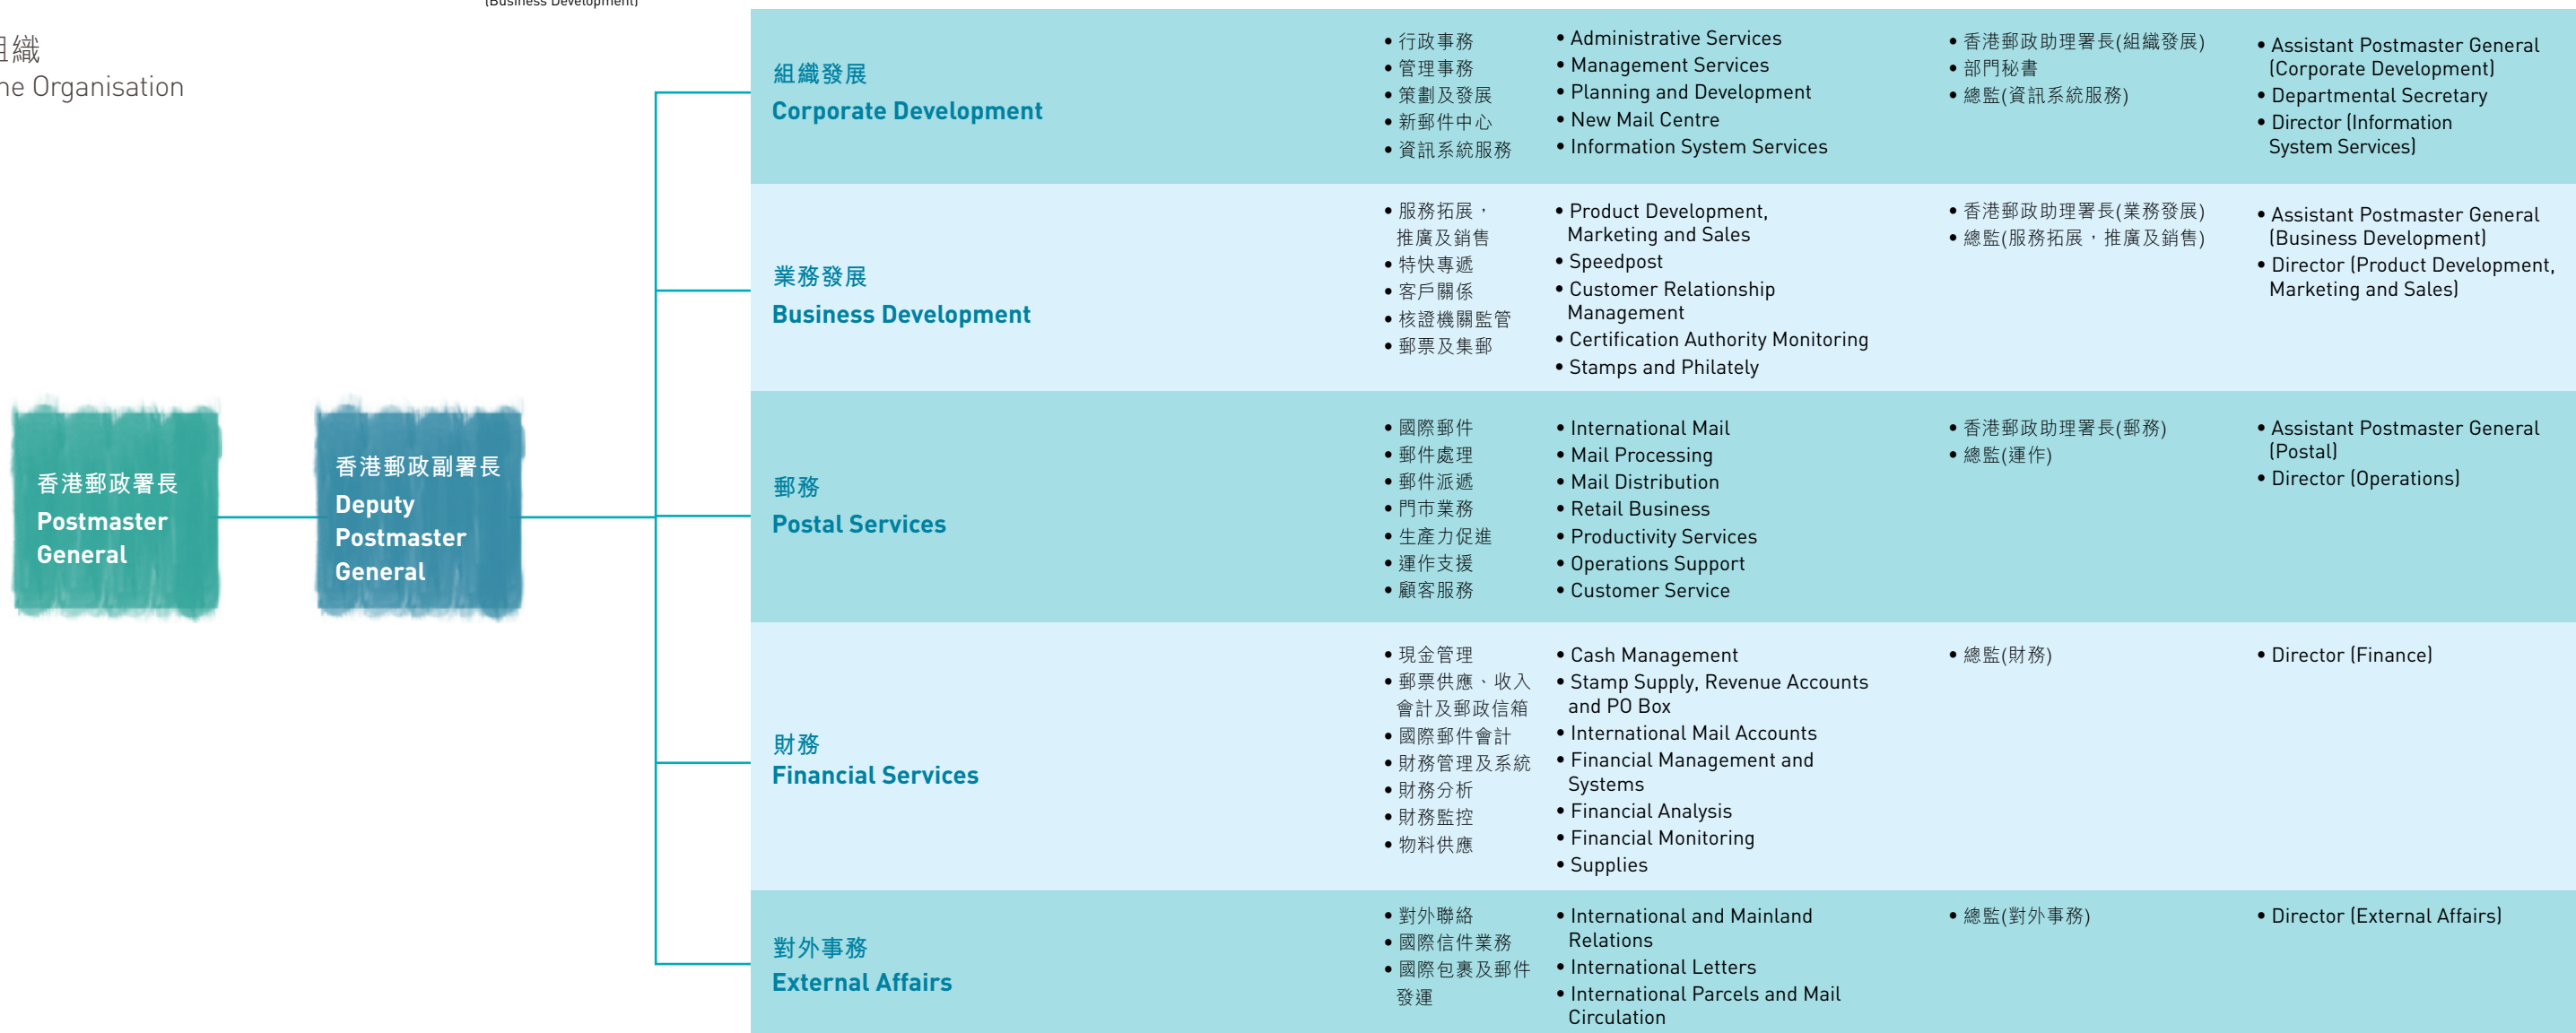 (Business Development)
組織
ne Organisation
香港郵政署長
Postmaster
General
香港郵政副署長
Deputy
Postmaster
General
組織發展
Corporate Development
• 行政事務
• 管理事務
• 策劃及發展
• 新郵件中心
• 資訊系統服務
• Administrative Services
• Management Services
• Planning and Development
• New Mail Centre
• Information System Services
• 香港郵政助理署長(組織發展)
• 部門秘書
• 總監(資訊系統服務)
• Assistant Postmaster General
(Corporate Development)
• Departmental Secretary
• Director (Information
System Services)
業務發展
Business Development
• 服務拓展，
推廣及銷售
• 特快專遞
• 客戶關係
• 核證機關監管
• 郵票及集郵
• Product Development,
Marketing and Sales
• Speedpost
• Customer Relationship
Management
• Certification Authority Monitoring
• Stamps and Philately
• 香港郵政助理署長(業務發展)
• 總監(服務拓展，推廣及銷售)
• Assistant Postmaster General
(Business Development)
• Director (Product Development,
Marketing and Sales)
郵務
Postal Services
• 國際郵件
• 郵件處理
• 郵件派遞
• 門市業務
• 生產力促進
• 運作支援
• 顧客服務
• International Mail
• Mail Processing
• Mail Distribution
• Retail Business
• Productivity Services
• Operations Support
• Customer Service
• 香港郵政助理署長(郵務)
• 總監(運作)
• Assistant Postmaster General
(Postal)
• Director (Operations)
財務
Financial Services
• 現金管理
• 郵票供應、收入
會計及郵政信箱
• 國際郵件會計
• 財務管理及系統
• 財務分析
• 財務監控
• 物料供應
• Cash Management
• Stamp Supply, Revenue Accounts
and PO Box
• International Mail Accounts
• Financial Management and
Systems
• Financial Analysis
• Financial Monitoring
• Supplies
• 總監(財務)
• Director (Finance)
對外事務
External Affairs
• 對外聯絡
• 國際信件業務
• 國際包裹及郵件
發運
• International and Mainland
Relations
• International Letters
• International Parcels and Mail
Circulation
• 總監(對外事務)
• Director (External Affairs)